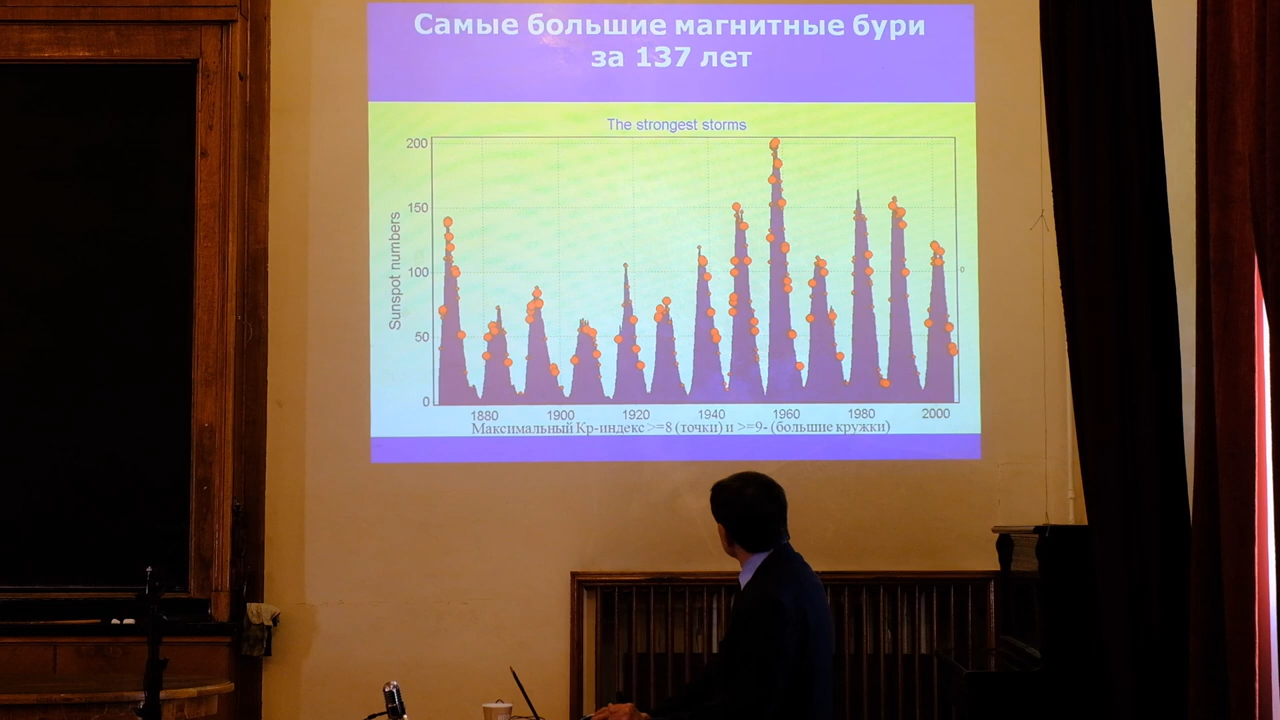 Самые большие магнитные бури
за 137 лет
The strongest storms
Sunspot numbers
200
150
100
50
0
0
1880 1900 1920 1940 1960 1980 2000
Максимальный Кр-индекс >=8 (точки) и >=9- (большие кружки)